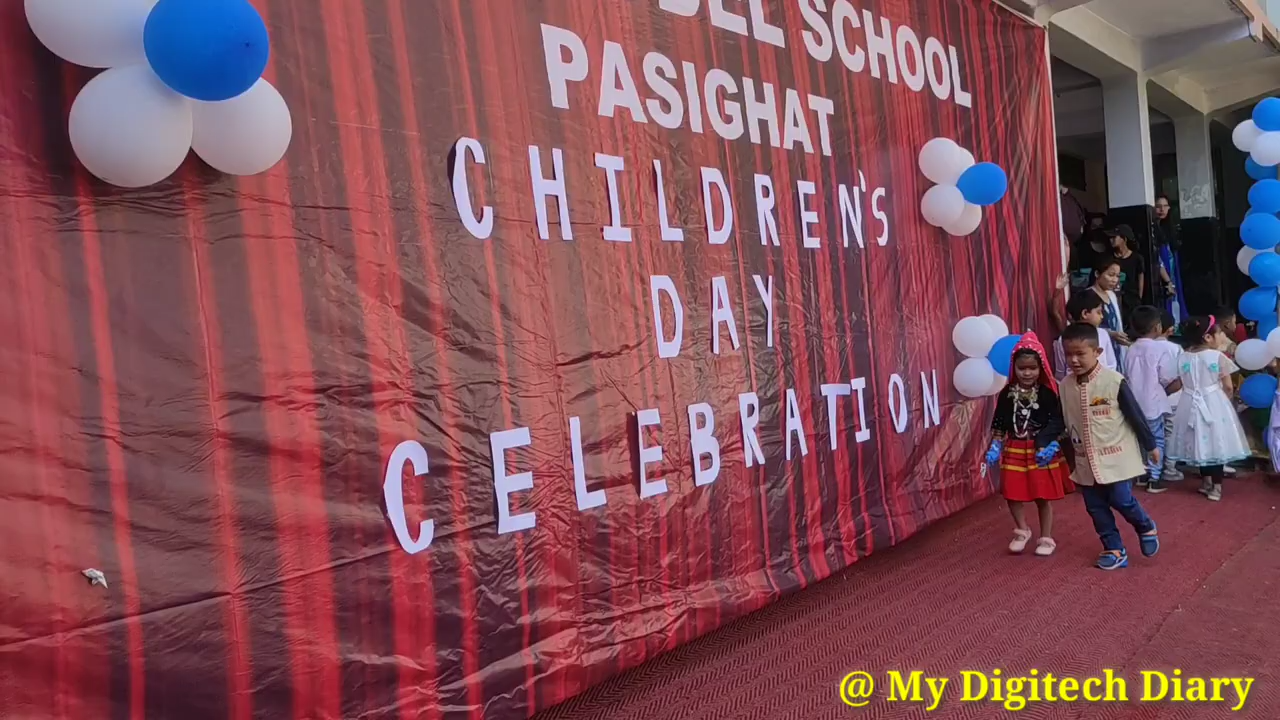 SCHOOL
PASIGHAT
CHILDREN'S
DAY
CELEBRATION
@ My Digitech Diary